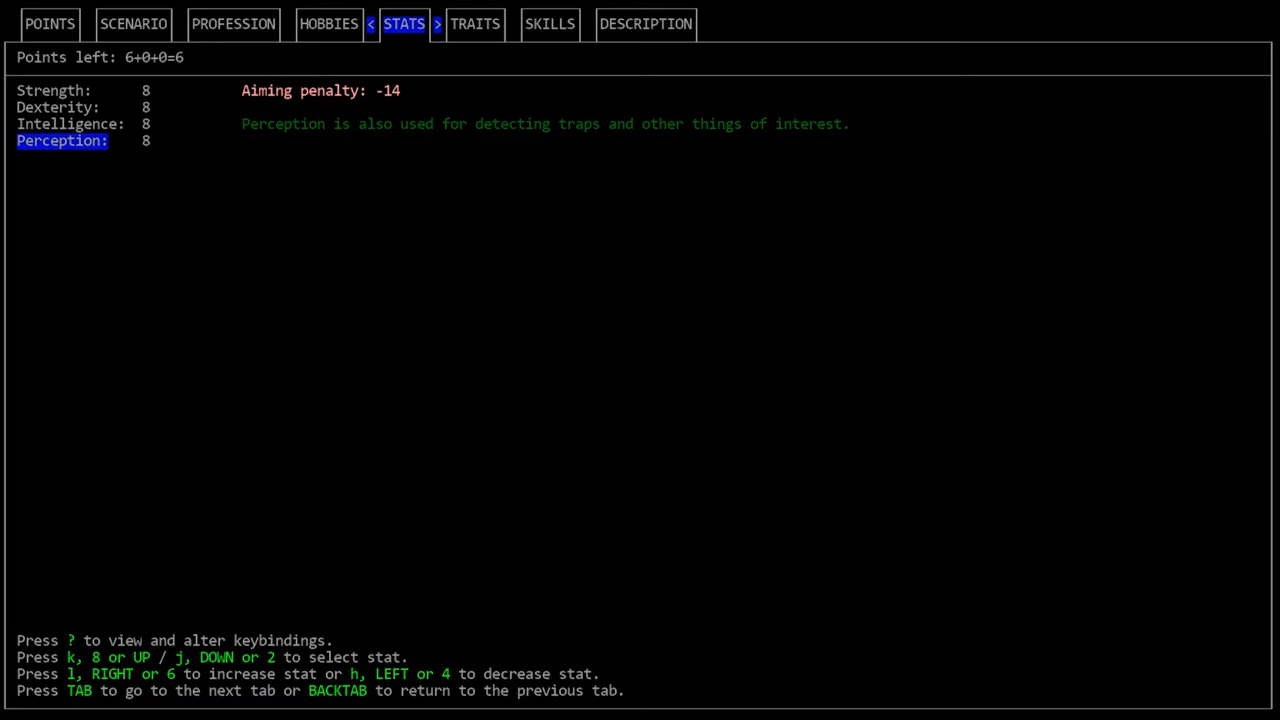 POINTS SCENARIO PROFESSION HOBBIES < STATS > TRAITS SKILLS DESCRIPTION
Points left: 6+0+0=6
Strength: 8 Aiming penalty: -14
Dexterity: 8
Intelligence: 8 Perception is also used for detecting traps and other things of interest.
Perception: 8
Press ? to view and alter keybindings.
Press k, 8 or UP / j, DOWN or 2 to select stat.
Press l, RIGHT or 6 to increase stat or h, LEFT or 4 to decrease stat.
Press TAB to go to the next tab or BACKTAB to return to the previous tab.